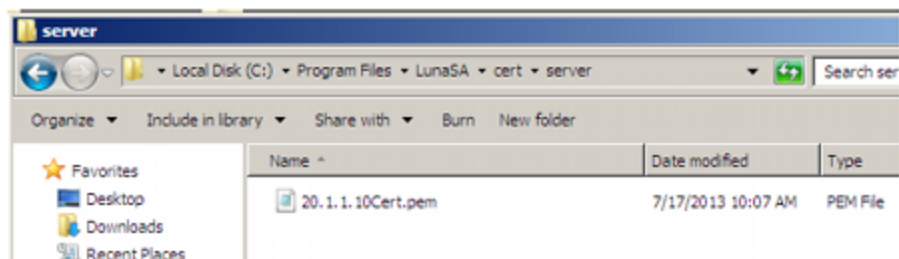 server
Local Disk (C:) Program Files LunaSA cert server Search ser
Organize Include in library Share with Burn New folder
Name Date modified Type
Favorites
Desktop 20.1.1.10Cert.pem 7/17/2013 10:07 AM PEM File
Downloads
Recent Places